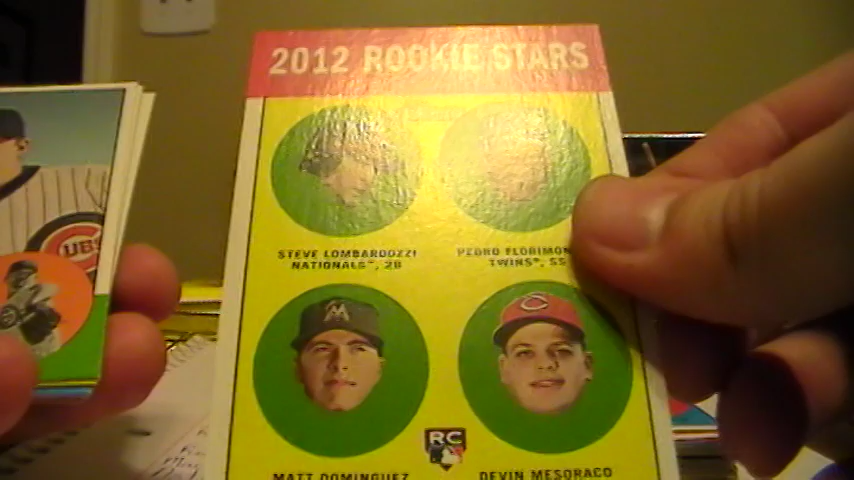 2012 ROOKIE STARS
STEVE LOMBARDOZZI PEDRO FLORIMON
NATIONALS™, 2B TWINS®, SS
CUBS
M
C
RC
MATT DOMINGUEZ DEVIN MESORACO